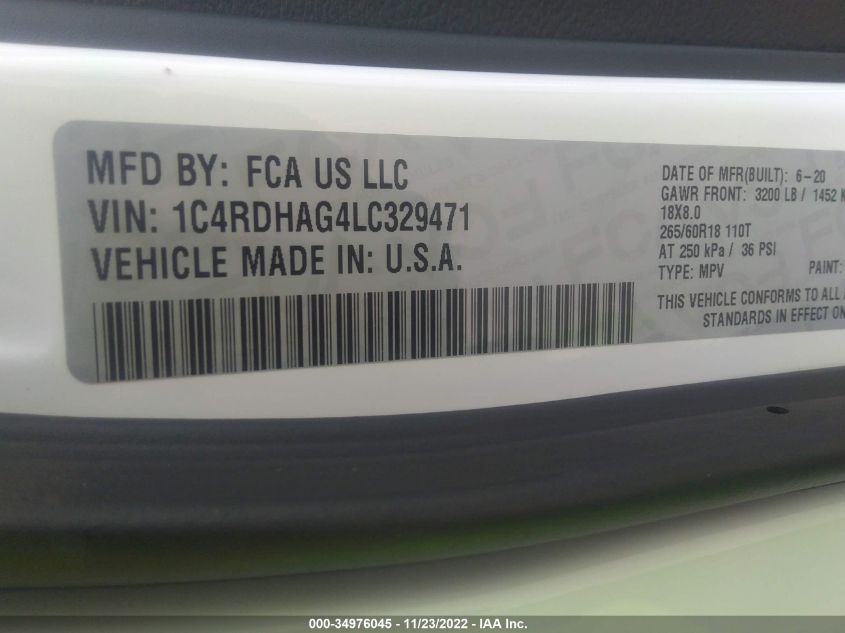 MFD BY: FCA US LLC
VIN: 1C4RDHAG4LC329471
VEHICLE MADE IN: U.S.A.
DATE OF MFR(BUILT): 6-20
GAWR FRONT: 3200 LB / 1452 K
18X8.0
265/60R18 110T
AT 250 kPa / 36 PSI
TYPE: MPV PAINT:
THIS VEHICLE CONFORMS TO ALL A
STANDARDS IN EFFECT ON
000-34976045 - 11/23/2022 - IAA Inc.